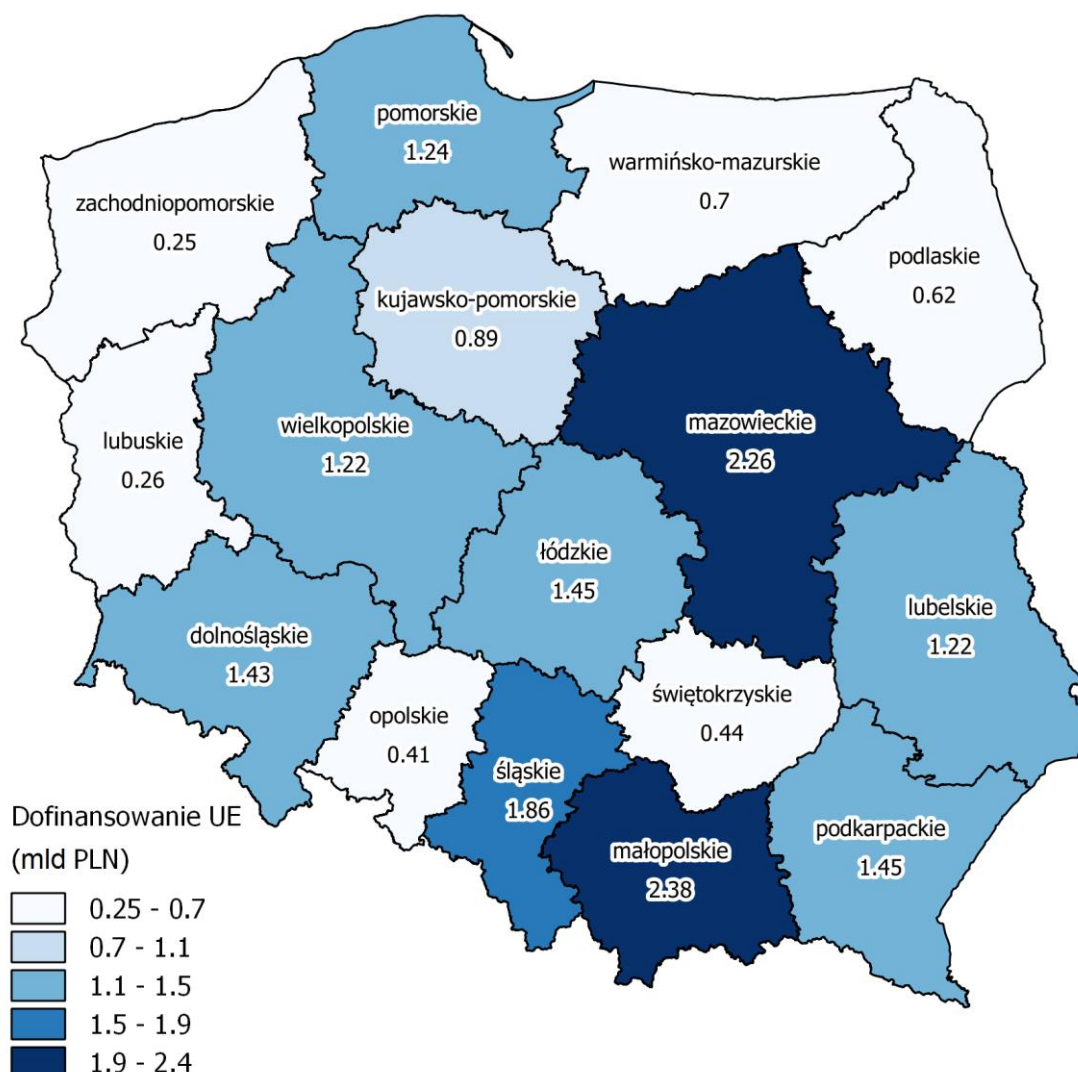 pomorskie
1.24
warmińsko-mazurskie
0.7
zachodniopomorskie
0.25
podlaskie
0.62
kujawsko-pomorskie
0.89
mazowieckie
2.26
wielkopolskie
1.22
lubuskie
0.26
łódzkie
1.45
lubelskie
1.22
dolnośląskie
1.43
świętokrzyskie
0.44
opolskie
0.41
śląskie
1.86
podkarpackie
1.45
małopolskie
2.38
Dofinansowanie UE
(mld PLN)
0.25 - 0.7
0.7 - 1.1
1.1 - 1.5
1.5 - 1.9
1.9 - 2.4